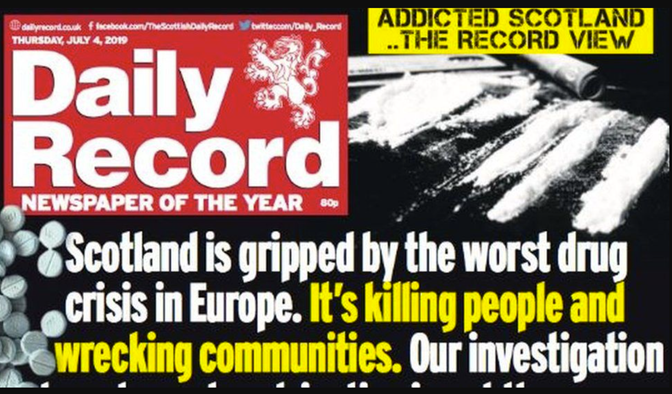 dailyrecord.co.uk facebook.com/TheScottishDailyRecord twitter.com/Daily_Record
THURSDAY, JULY 4, 2019
Daily
Record
NEWSPAPER OF THE YEAR 80p
ADDICTED SCOTLAND
..THE RECORD VIEW
Scotland is gripped by the worst drug
crisis in Europe. It's killing people and
wrecking communities. Our investigation